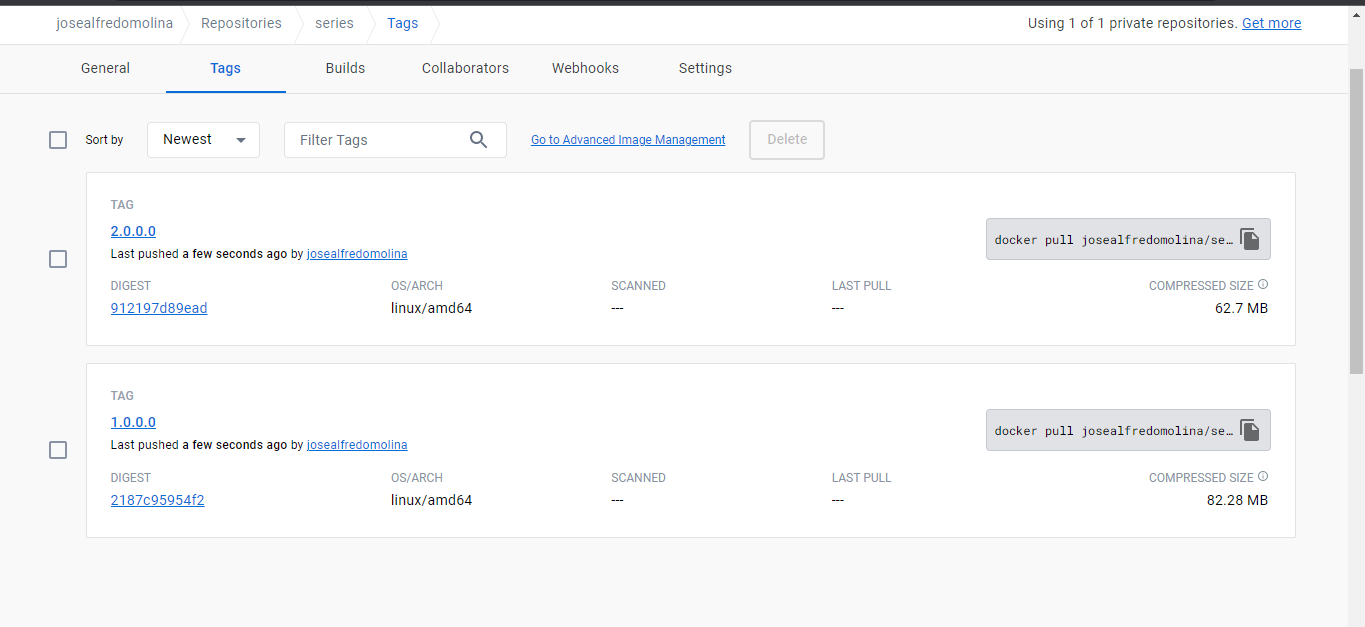 josealfredomolina Repositories series Tags Using 1 of 1 private repositories. Get more
General Tags Builds Collaborators Webhooks Settings
Sort by Newest Filter Tags Go to Advanced Image Management Delete
TAG
2.0.0.0
docker pull josealfredomolina/se…
Last pushed a few seconds ago by josealfredomolina
DIGEST OS/ARCH SCANNED LAST PULL COMPRESSED SIZE
912197d89ead linux/amd64 --- --- 62.7 MB
TAG
1.0.0.0
docker pull josealfredomolina/se…
Last pushed a few seconds ago by josealfredomolina
DIGEST OS/ARCH SCANNED LAST PULL COMPRESSED SIZE
2187c95954f2 linux/amd64 --- --- 82.28 MB